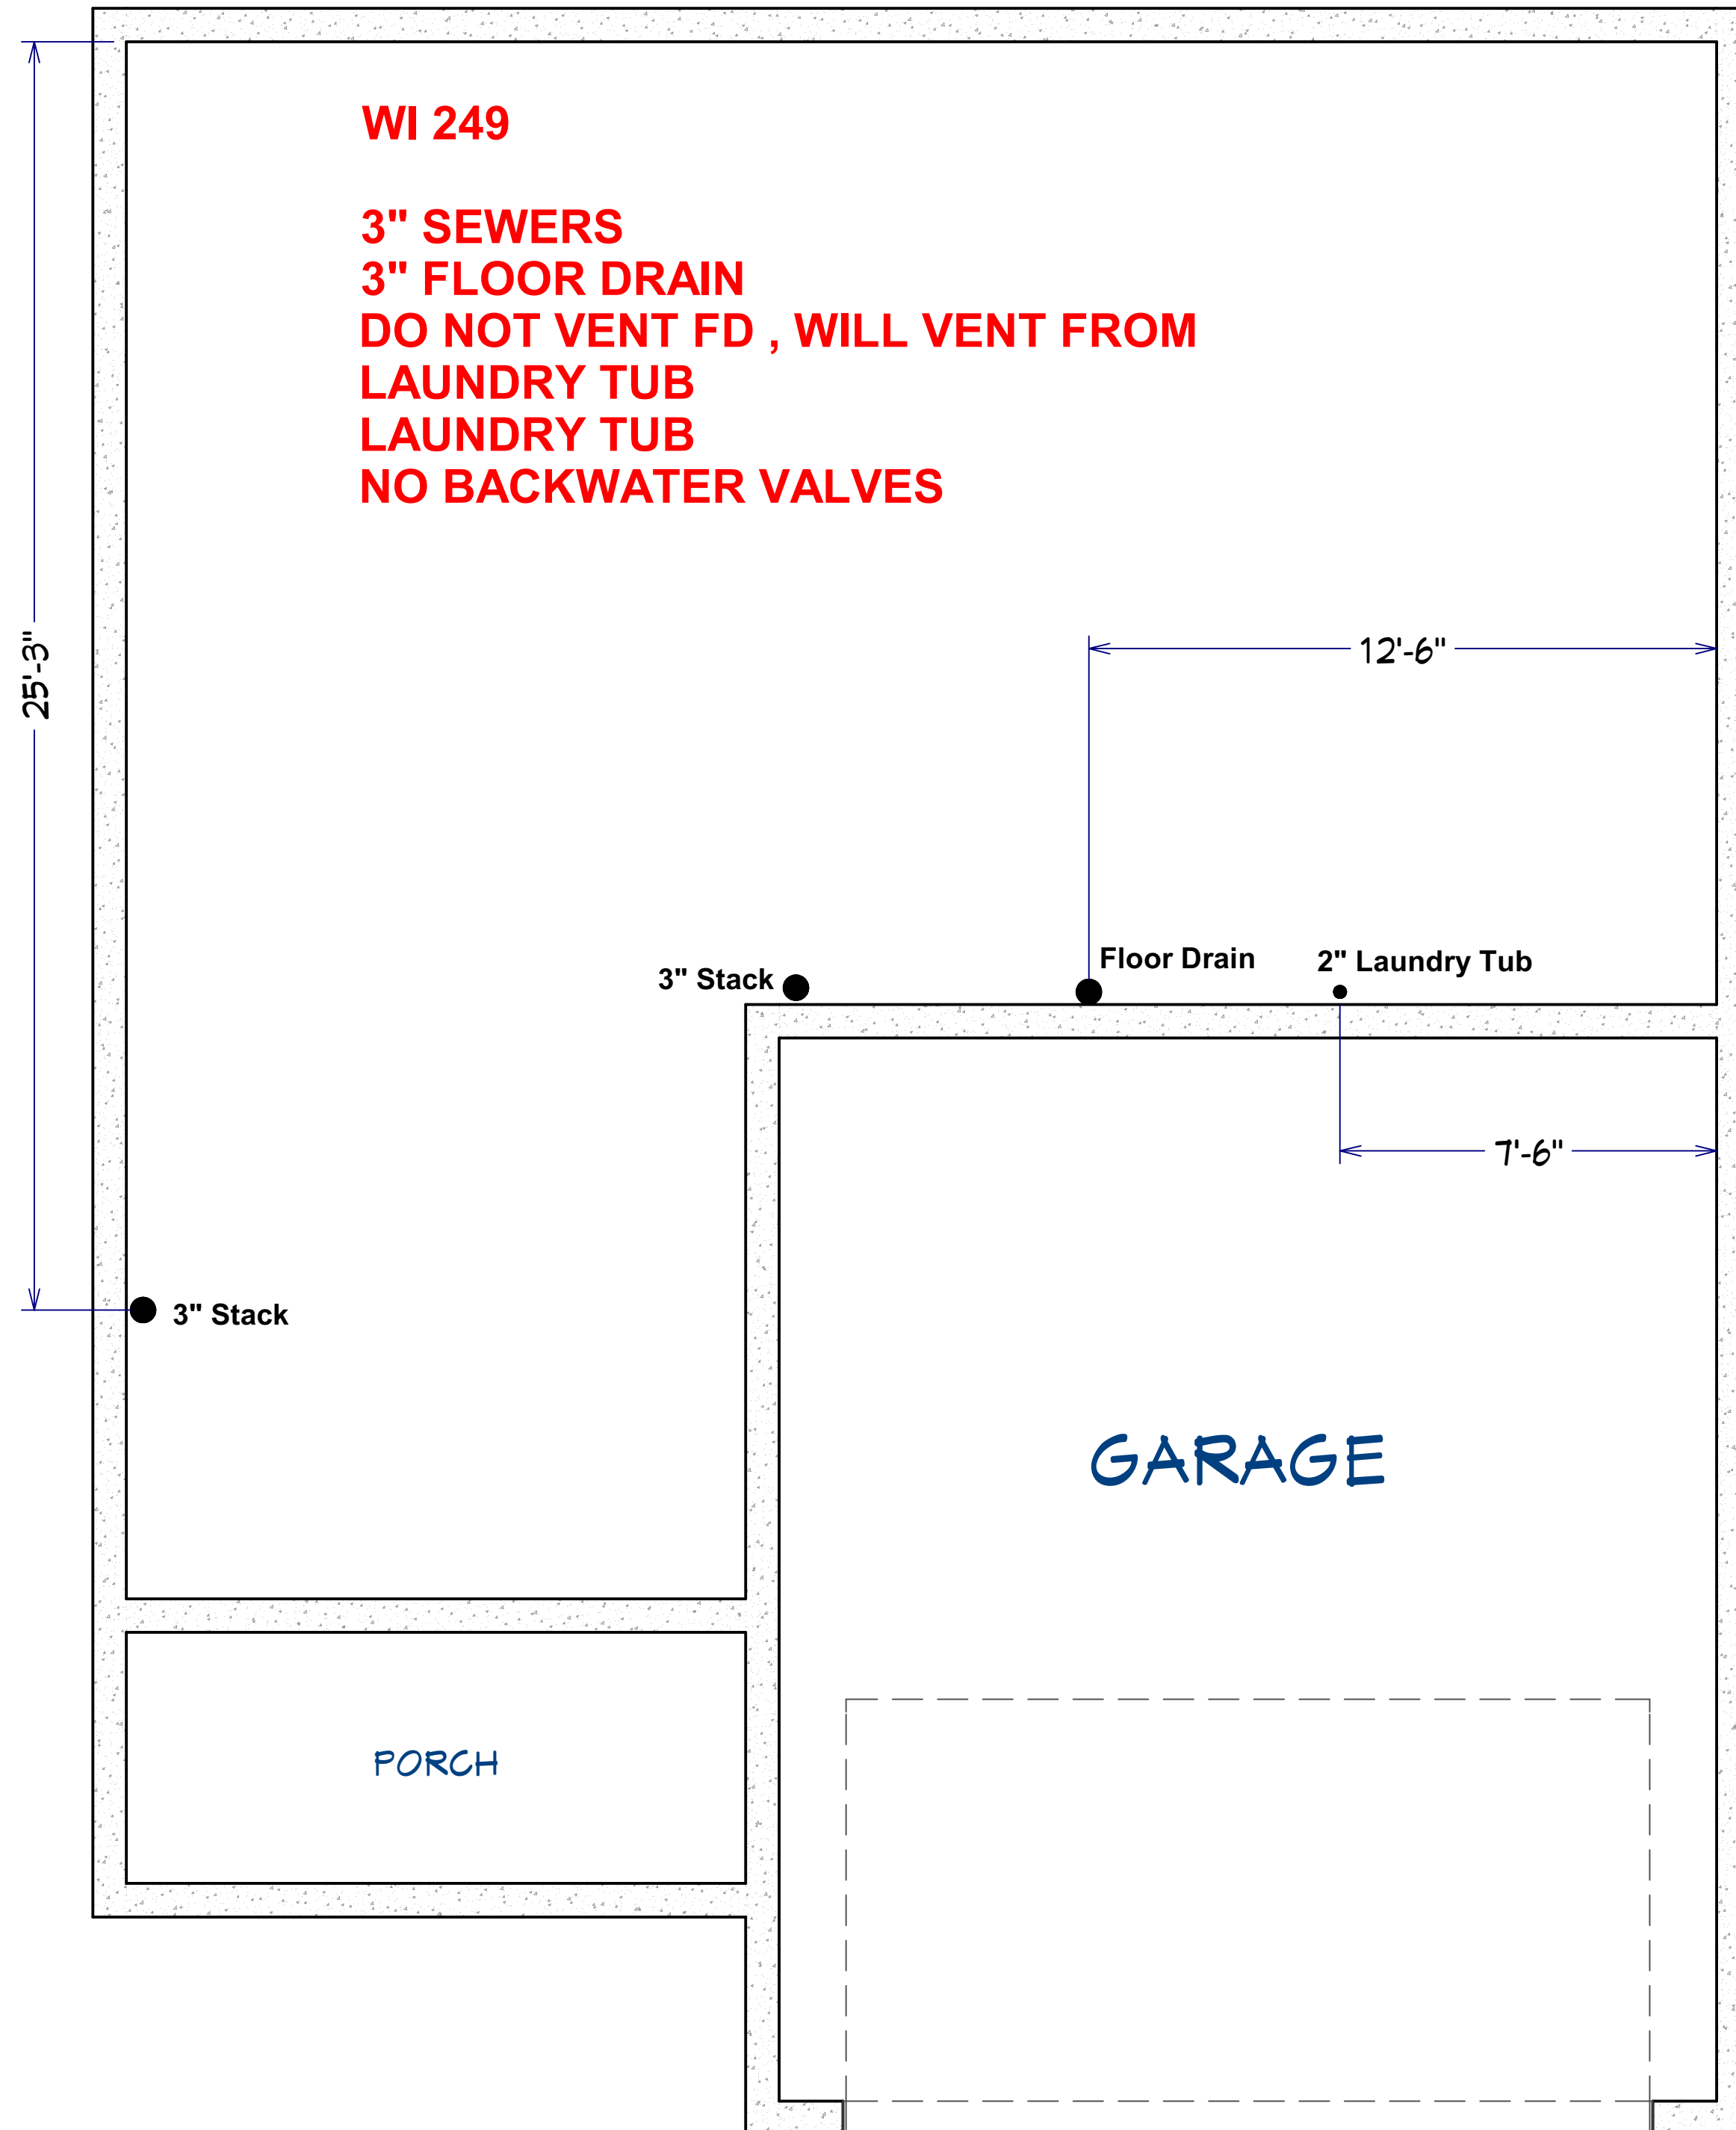 WI 249
3" SEWERS
3" FLOOR DRAIN
DO NOT VENT FD , WILL VENT FROM
LAUNDRY TUB
LAUNDRY TUB
NO BACKWATER VALVES
25'-3"
12'-6"
3" Stack
Floor Drain
2" Laundry Tub
7'-6"
3" Stack
GARAGE
PORCH